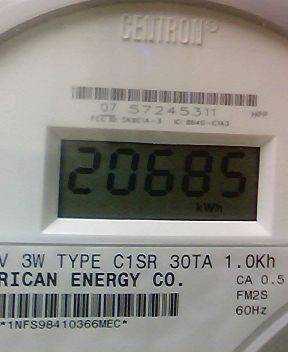 CENTRON®
07 57245311 HPP
20685
kWh
V 3W TYPE C1SR 30TA 1.0Kh
RICAN ENERGY CO. CA 0.5
FM2S
60Hz
*1NFS98410366MEC*